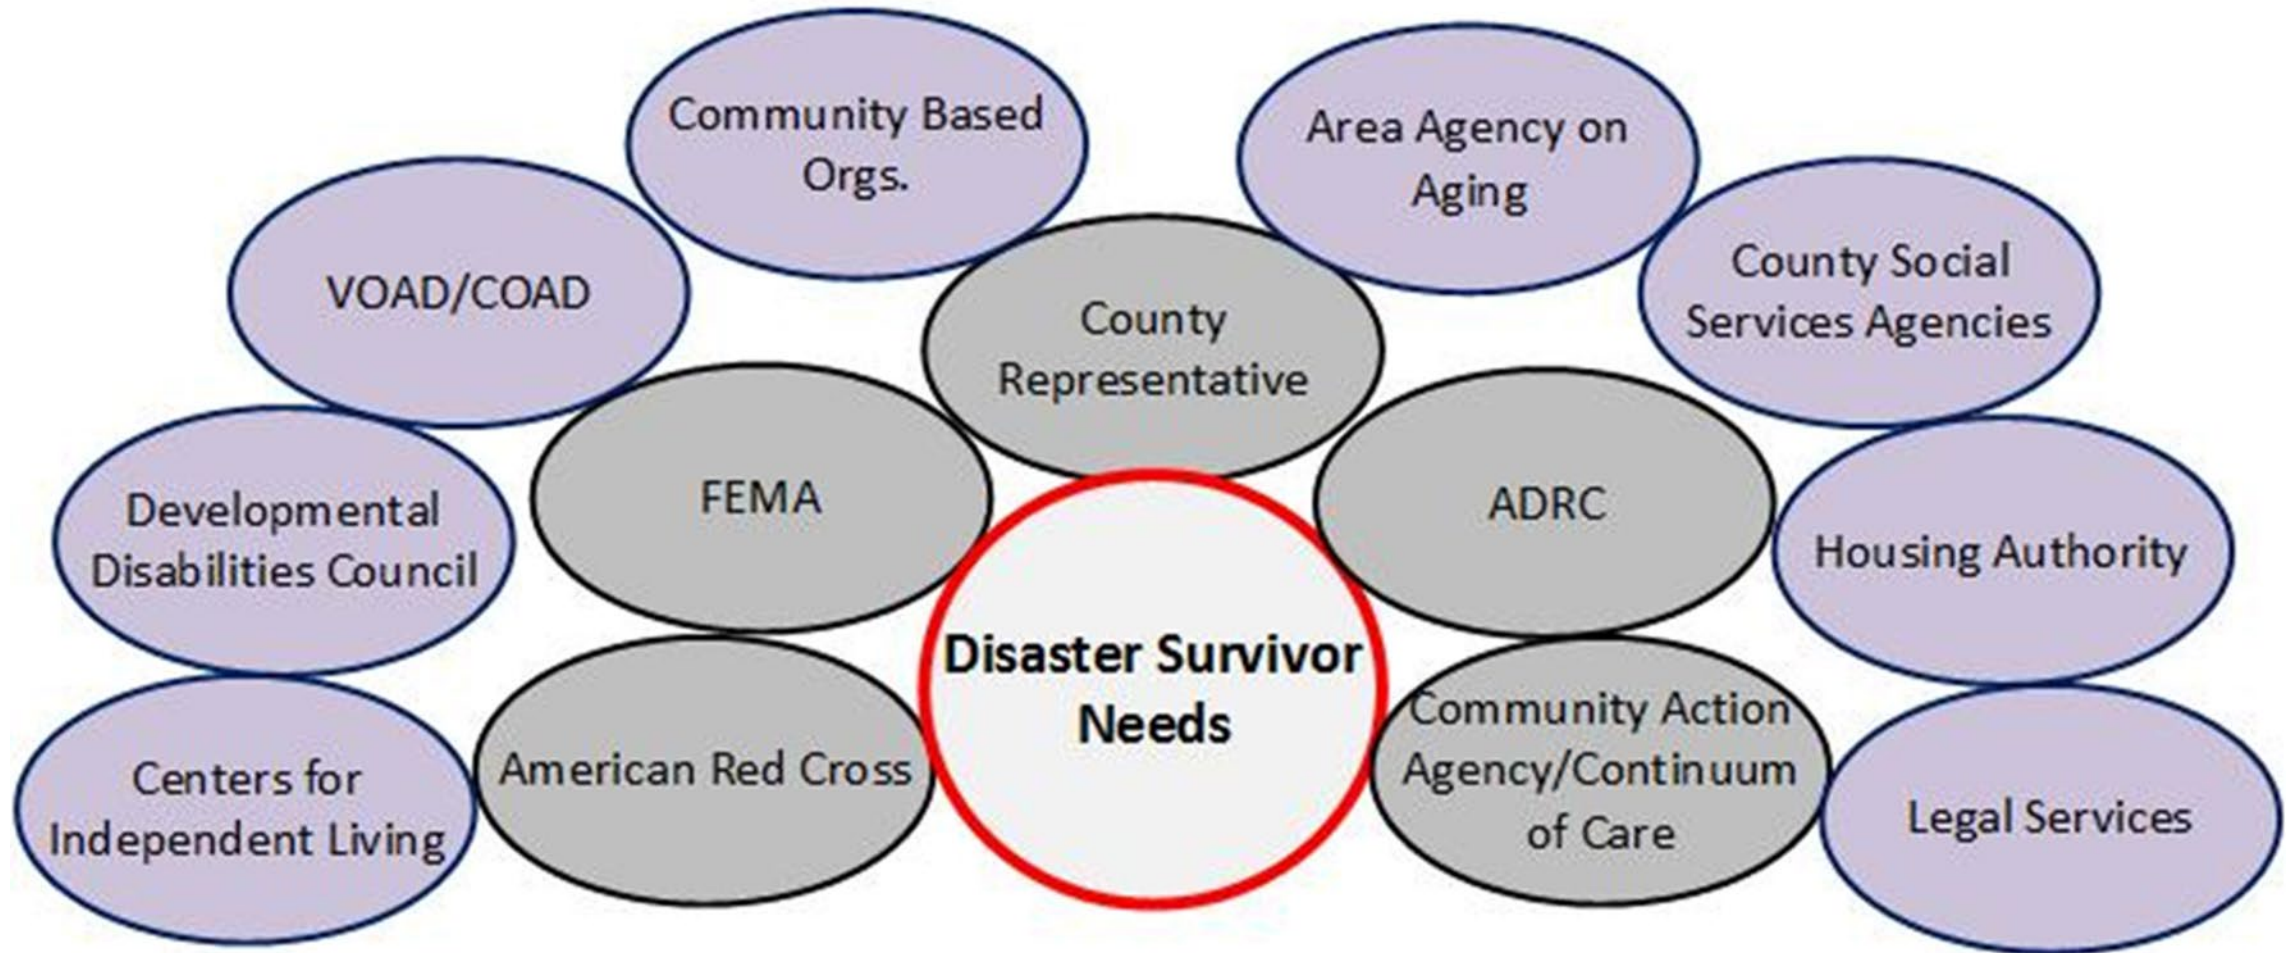 Community Based
Orgs.
Area Agency on
Aging
VOAD/COAD
County Social
Services Agencies
County
Representative
FEMA
ADRC
Developmental
Disabilities Council
Housing Authority
Disaster Survivor
Needs
American Red Cross
Community Action
Agency/Continuum
of Care
Centers for
Independent Living
Legal Services